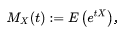 M_X(t) := E(e^{tX}),